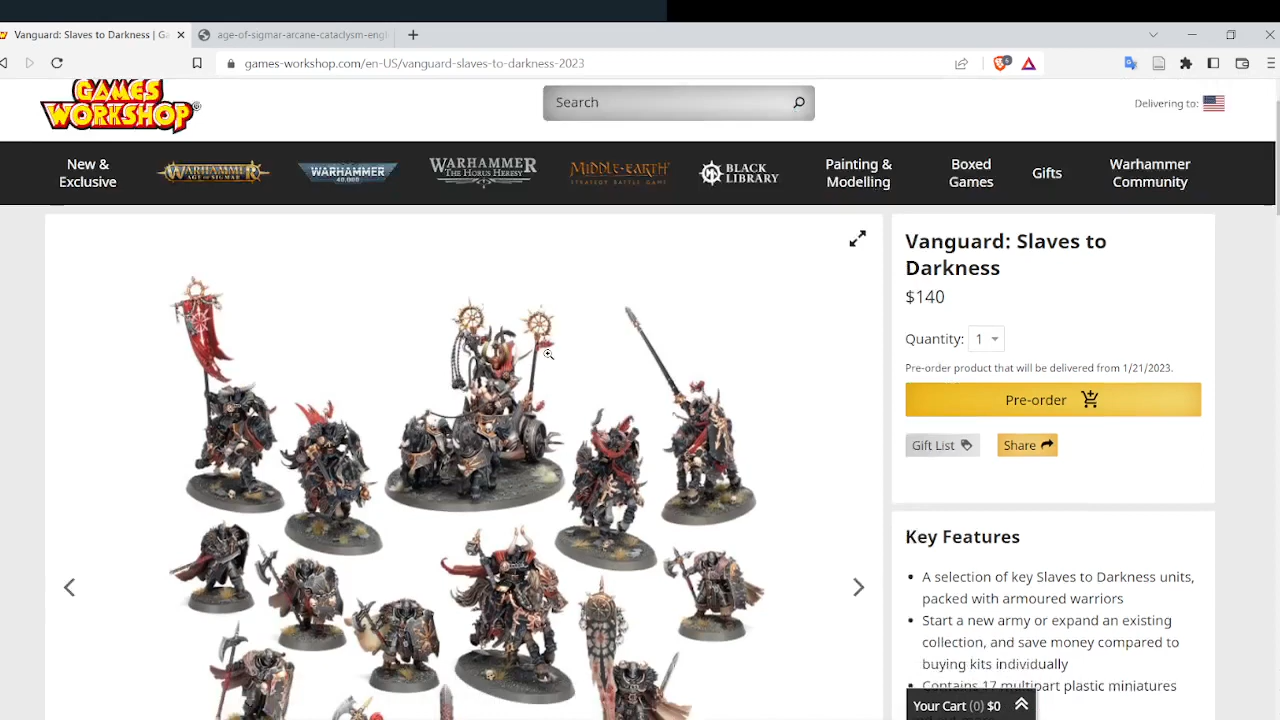 Vanguard: Slaves to Darkness | Ga
age-of-sigmar-arcane-cataclysm-engl
games-workshop.com/en-US/vanguard-slaves-to-darkness-2023
GAMES
WORKSHOP®
Search
Delivering to:
New &
Exclusive
WARHAMMER
AGE OF SIGMAR
WARHAMMER
40,000
WARHAMMER
THE HORUS HERESY
MIDDLE-EARTH
STRATEGY BATTLE GAME
BLACK
LIBRARY
Painting &
Modelling
Boxed
Games
Gifts
Warhammer
Community
Vanguard: Slaves to
Darkness
$140
Quantity: 1
Pre-order product that will be delivered from 1/21/2023.
Pre-order
Gift List
Share
Key Features
• A selection of key Slaves to Darkness units,
packed with armoured warriors
• Start a new army or expand an existing
collection, and save money compared to
buying kits individually
• Contains 17 multipart plastic miniatures
Your Cart (0) $0